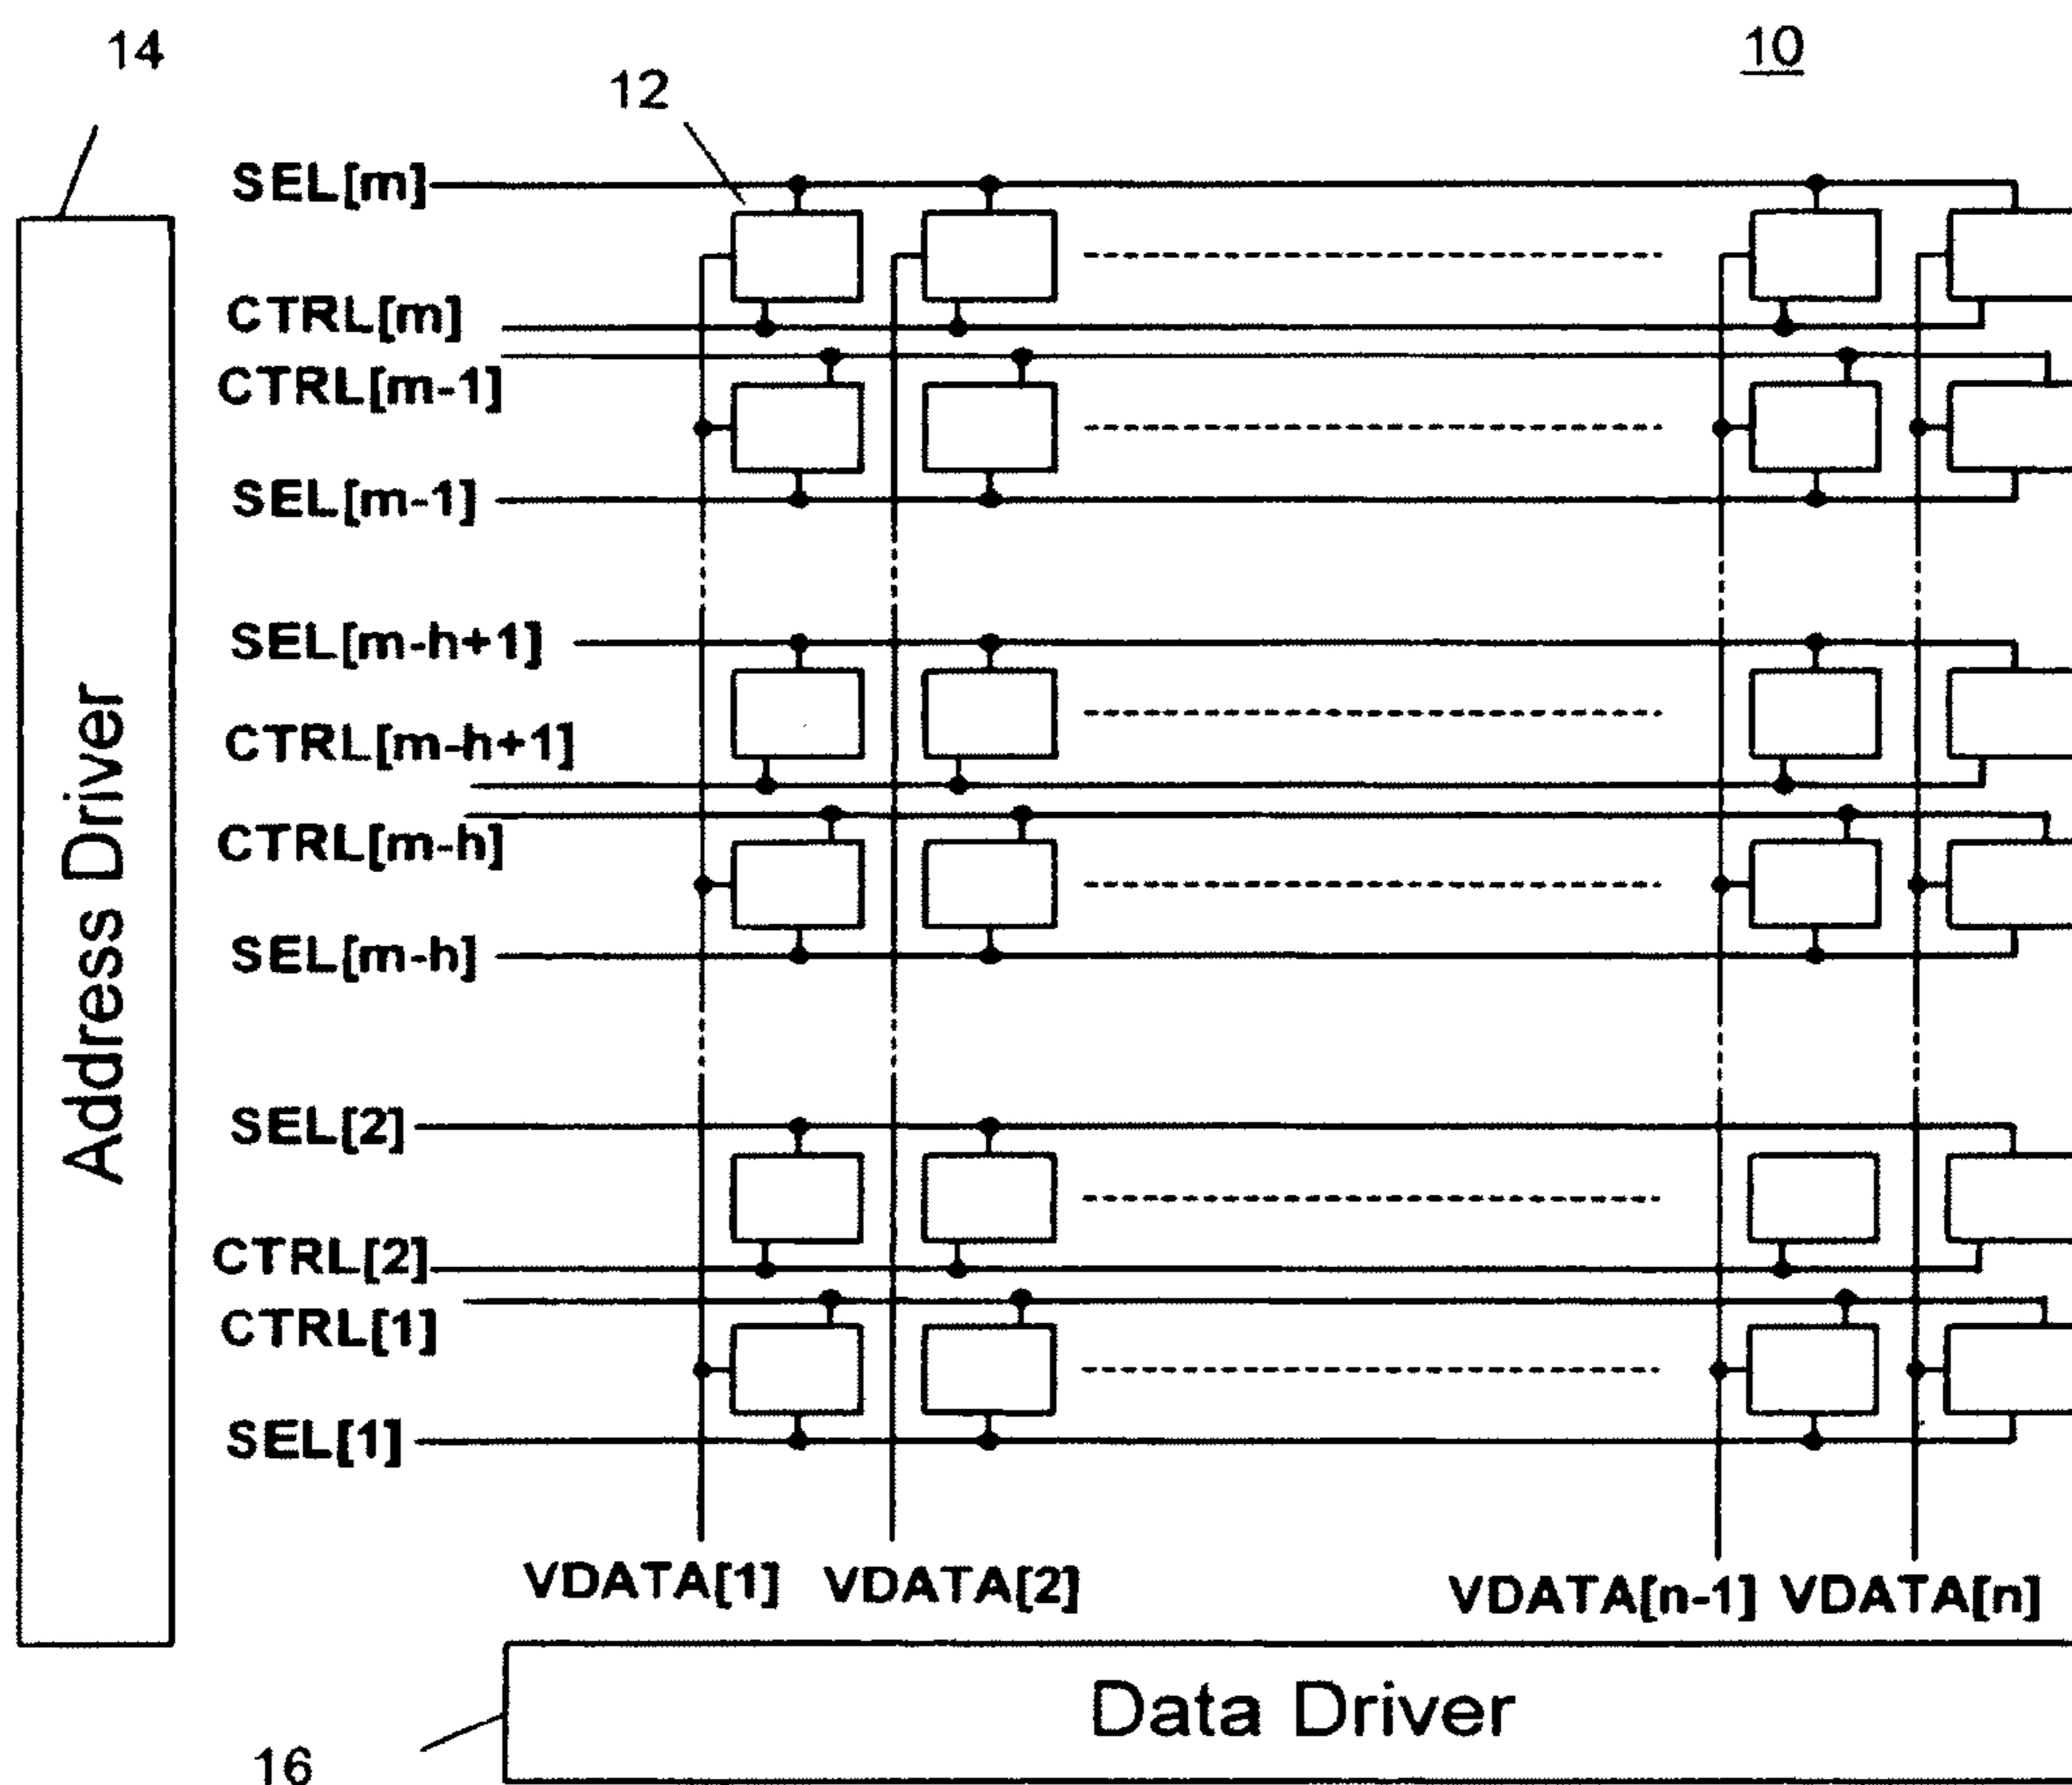 14
10
12
SEL[m]
CTRL[m]
CTRL[m-1]
SEL[m-1]
SEL[m-h+1]
CTRL[m-h+1]
CTRL[m-h]
SEL[m-h]
Address Driver
SEL[2]
CTRL[2]
CTRL[1]
SEL[1]
VDATA[1] VDATA[2] VDATA[n-1] VDATA[n]
Data Driver
16